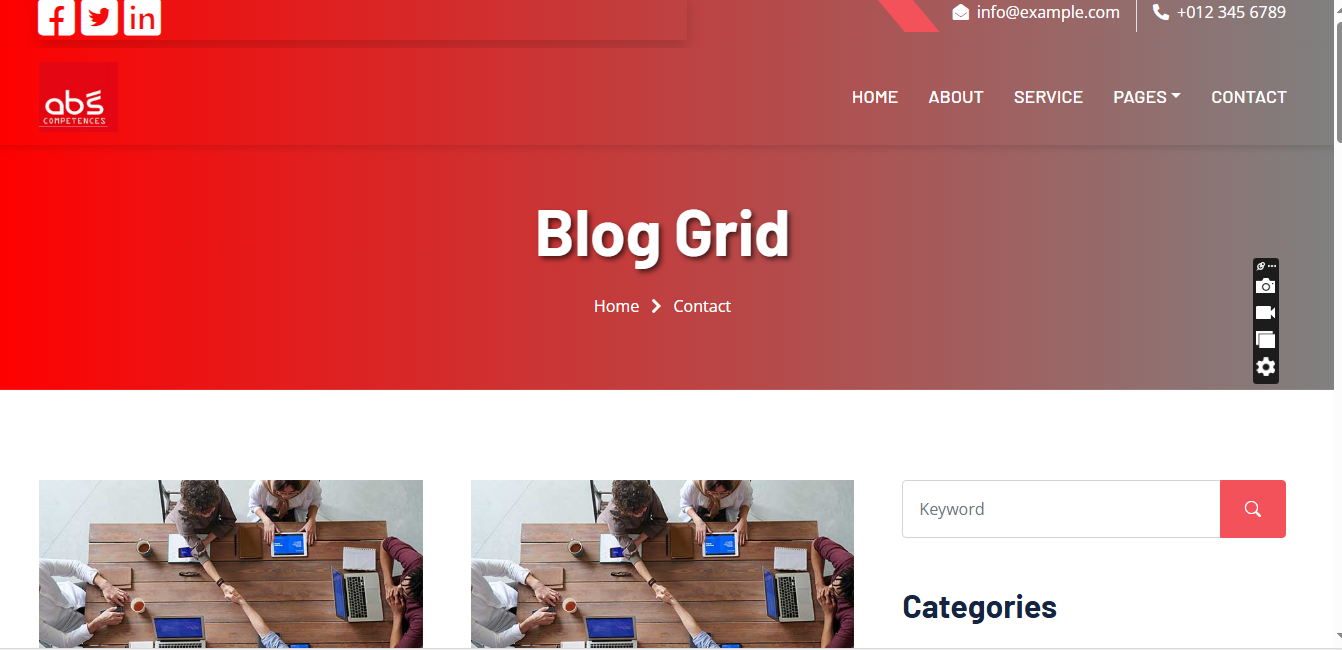 info@example.com +012 345 6789
abs
COMPETENCES
HOME ABOUT SERVICE PAGES CONTACT
Blog Grid
Home Contact
Keyword
Categories